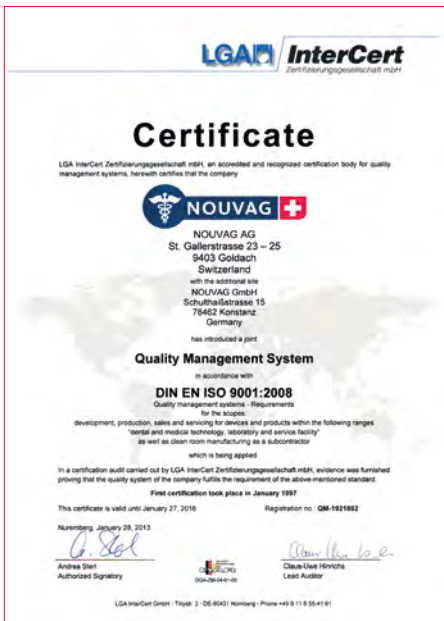 LGA InterCert
Zertifizierungsgesellschaft mbH
Certificate
LGA InterCert Zertifizierungsgesellschaft mbH, an accredited and recognized certification body for quality
management systems, herewith certifies that the company
NOUVAG
NOUVAG AG
St. Gallerstrasse 23 – 25
9403 Goldach
Switzerland
with the additional site
NOUVAG GmbH
Schulthaißstrasse 15
78462 Konstanz
Germany
has introduced a joint
Quality Management System
in accordance with
DIN EN ISO 9001:2008
Quality management systems - Requirements
for the scopes:
development, production, sales and servicing for devices and products within the following ranges
"dental and medical technology, laboratory and service facility"
as well as clean room manufacturing as a subcontractor
which is being applied.
In a certification audit carried out by LGA InterCert Zertifizierungsgesellschaft mbH, evidence was furnished
proving that the quality system of the company fulfills the requirement of the above-mentioned standard.
First certification took place in January 1997
This certificate is valid until January 27, 2016 Registration no : QM-1921852
Nuremberg, January 28, 2013
Andrea Sterl Claus-Uwe Hinrichs
Authorized Signatory Lead Auditor
LGA InterCert GmbH - Tillystr. 2 - DE-90431 Nürnberg - Phone